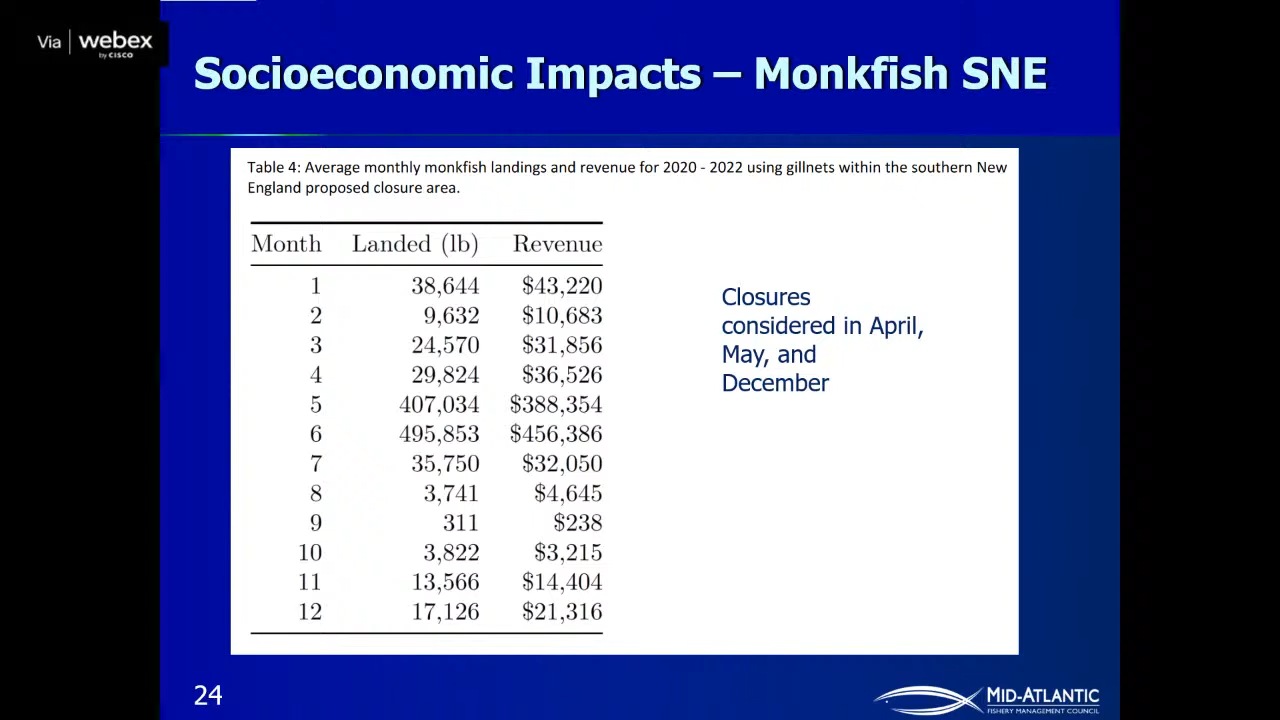 Via webex
by CISCO
Socioeconomic Impacts – Monkfish SNE
Table 4: Average monthly monkfish landings and revenue for 2020 - 2022 using gillnets within the southern New
England proposed closure area.
Month Landed (lb) Revenue
1 38,644 $43,220
2 9,632 $10,683
3 24,570 $31,856
4 29,824 $36,526
5 407,034 $388,354
6 495,853 $456,386
7 35,750 $32,050
8 3,741 $4,645
9 311 $238
10 3,822 $3,215
11 13,566 $14,404
12 17,126 $21,316
Closures
considered in April,
May, and
December
24
MID-ATLANTIC
FISHERY MANAGEMENT COUNCIL